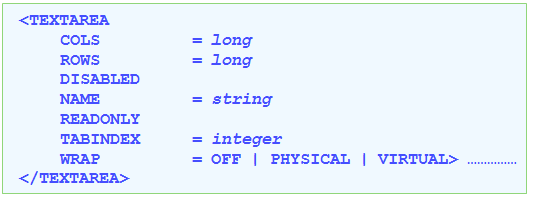 <TEXTAREA
COLS = long
ROWS = long
DISABLED
NAME = string
READONLY
TABINDEX = integer
WRAP = OFF | PHYSICAL | VIRTUAL> ...............
</TEXTAREA>